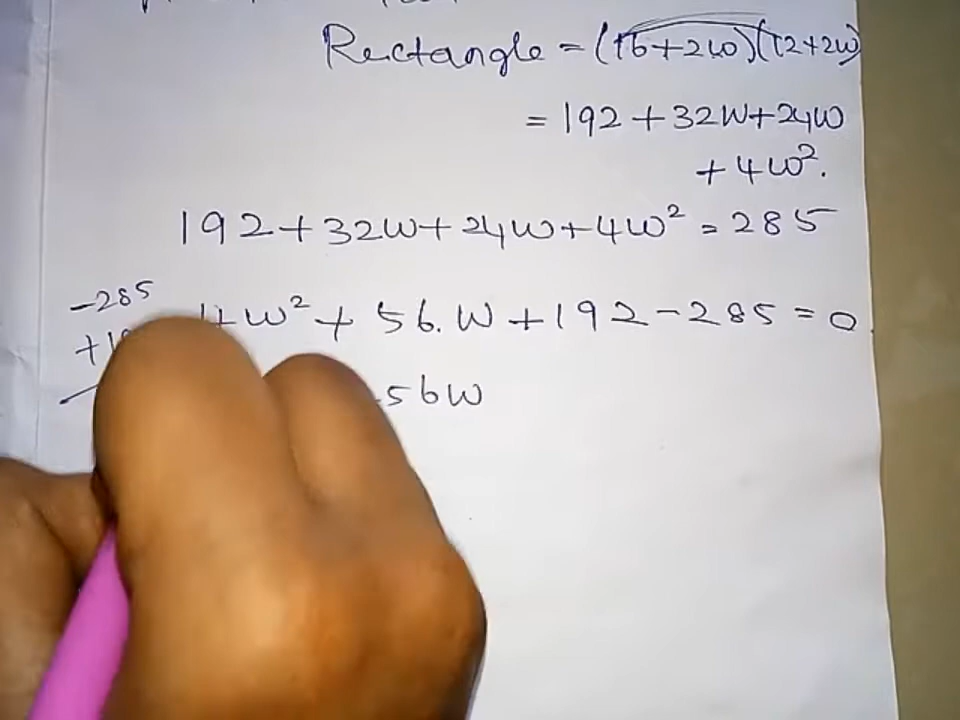 Rectangle = (16+2w)(12+2w)
= 192 + 32w + 24w
+ 4w².
192 + 32w + 24w + 4w² = 285
-285
4w² + 56.w + 192 - 285 = 0.
56w